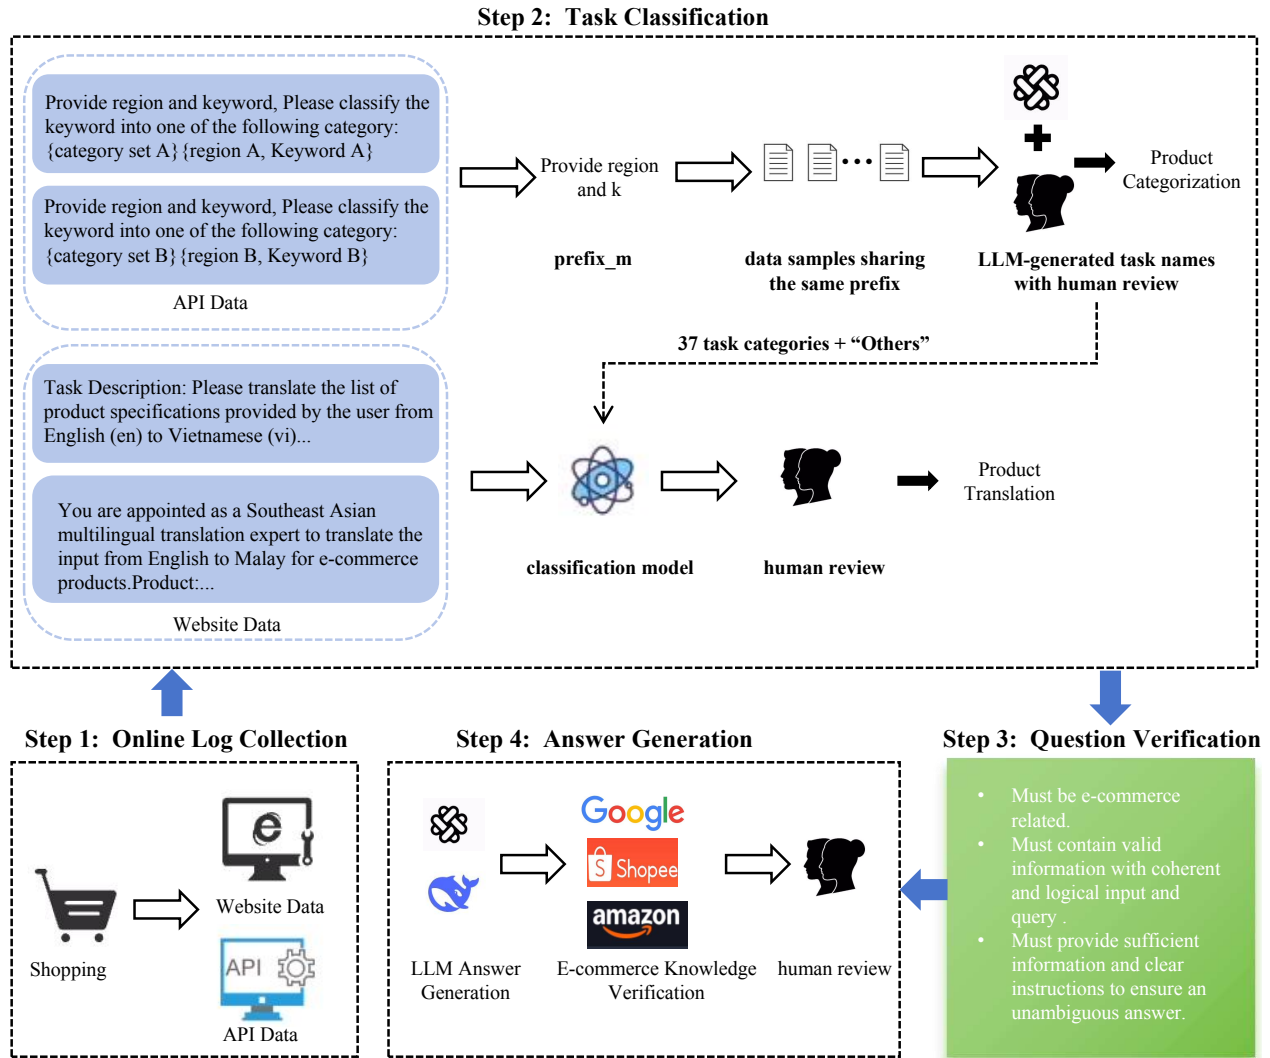 Step 2: Task Classification
Provide region and keyword, Please classify the
keyword into one of the following category:
{category set A}{region A, Keyword A}
Provide region and keyword, Please classify the
keyword into one of the following category:
{category set B}{region B, Keyword B}
API Data
Provide region
and k
prefix_m
data samples sharing
the same prefix
LLM-generated task names
with human review
Product
Categorization
37 task categories + “Others”
Task Description: Please translate the list of
product specifications provided by the user from
English (en) to Vietnamese (vi)...
You are appointed as a Southeast Asian
multilingual translation expert to translate the
input from English to Malay for e-commerce
products.Product:...
Website Data
classification model
human review
Product
Translation
Step 1: Online Log Collection
Shopping
Website Data
API
API Data
Step 4: Answer Generation
LLM Answer
Generation
Google
S Shopee
amazon
E-commerce Knowledge
Verification
human review
Step 3: Question Verification
• Must be e-commerce
related.
• Must contain valid
information with coherent
and logical input and
query .
• Must provide sufficient
information and clear
instructions to ensure an
unambiguous answer.